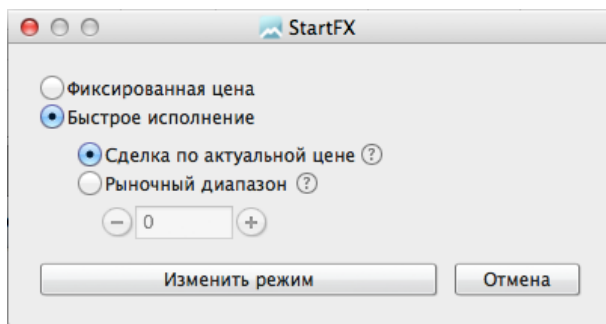 StartFX
Фиксированная цена
Быстрое исполнение
Сделка по актуальной цене ?
Рыночный диапазон ?
− 0 +
Изменить режим Отмена